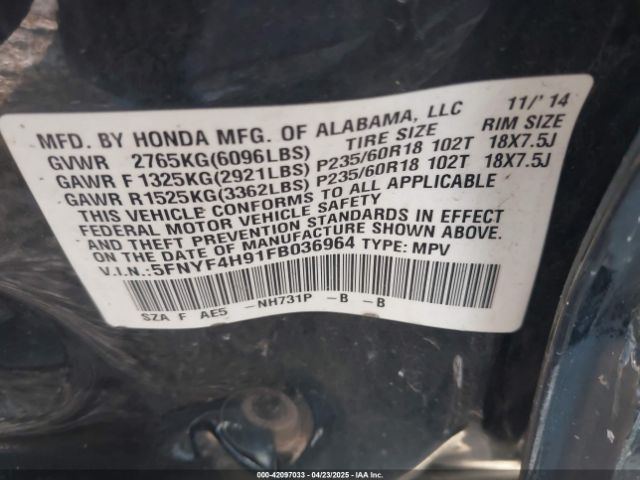 MFD. BY HONDA MFG. OF ALABAMA, LLC 11/'14
TIRE SIZE RIM SIZE
GVWR 2765KG(6096LBS)
GAWR F 1325KG(2921LBS) P235/60R18 102T 18X7.5J
GAWR R1525KG(3362LBS) P235/60R18 102T 18X7.5J
THIS VEHICLE CONFORMS TO ALL APPLICABLE
FEDERAL MOTOR VEHICLE SAFETY
AND THEFT PREVENTION STANDARDS IN EFFECT
ON THE DATE OF MANUFACTURE SHOWN ABOVE.
V.I.N.:5FNYF4H91FB036964 TYPE: MPV
SZA F AE5 -NH731P -B -B
000-42097033 - 04/23/2025 - IAA Inc.